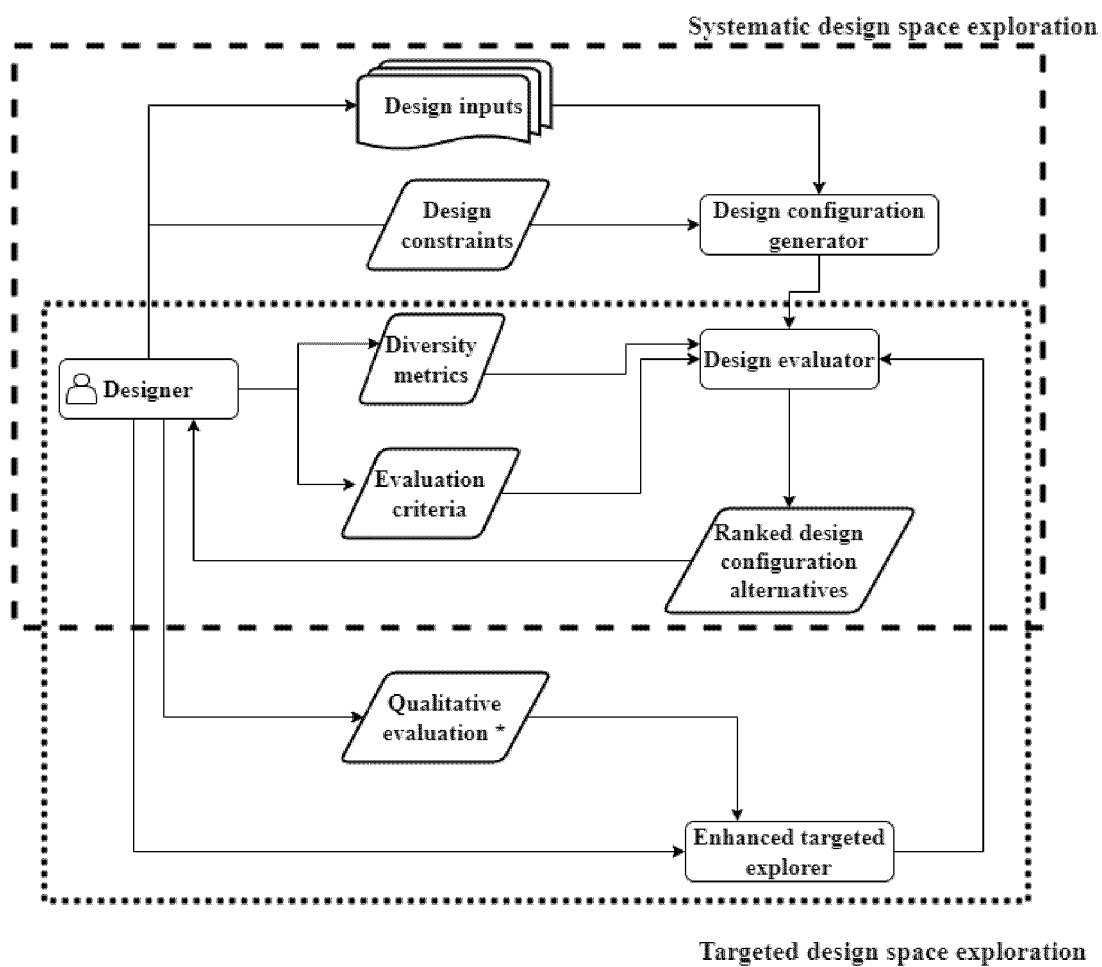 Systematic design space exploration
Design inputs
Design
constraints
Design configuration
generator
Diversity
metrics
Design evaluator
Designer
Evaluation
criteria
Ranked design
configuration
alternatives
Qualitative
evaluation *
Enhanced targeted
explorer
Targeted design space exploration